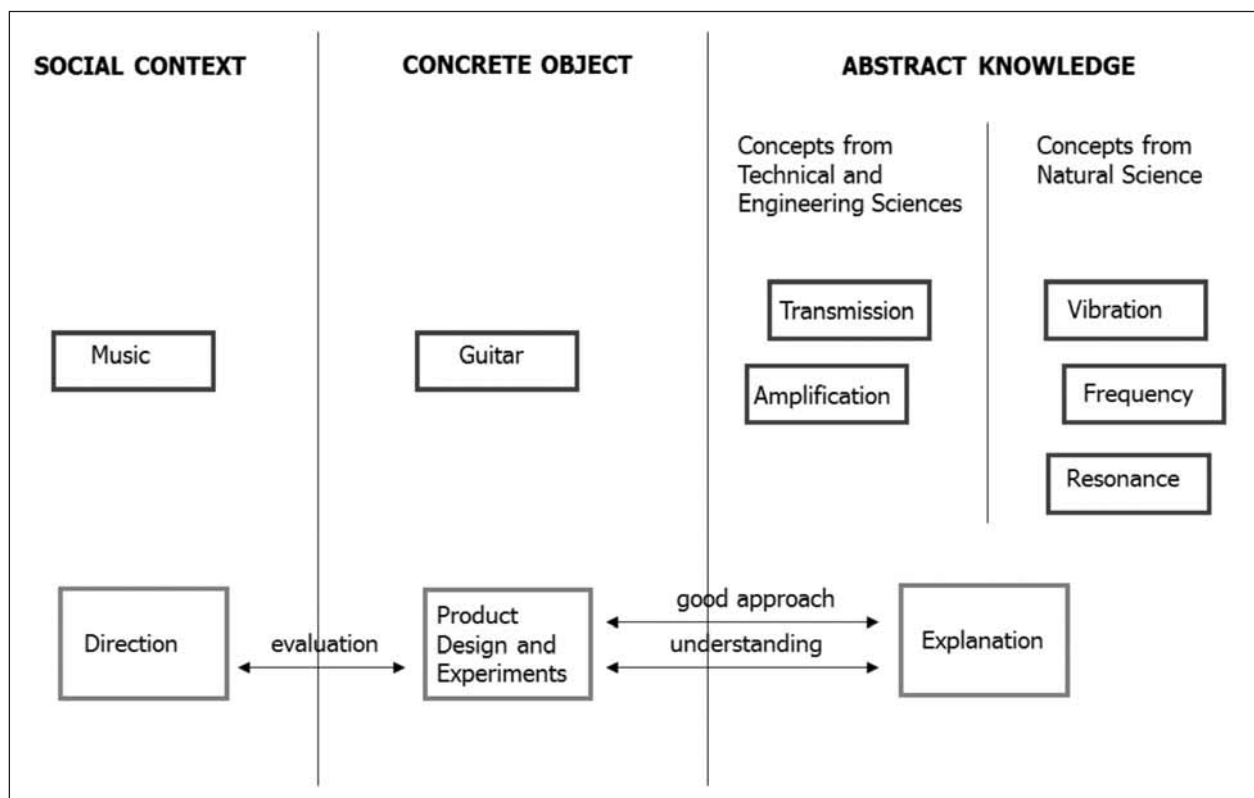 SOCIAL CONTEXT
CONCRETE OBJECT
ABSTRACT KNOWLEDGE
Concepts from
Technical and
Engineering Sciences
Concepts from
Natural Science
Music
Guitar
Transmission
Amplification
Vibration
Frequency
Resonance
Direction
evaluation
Product
Design and
Experiments
good approach
understanding
Explanation